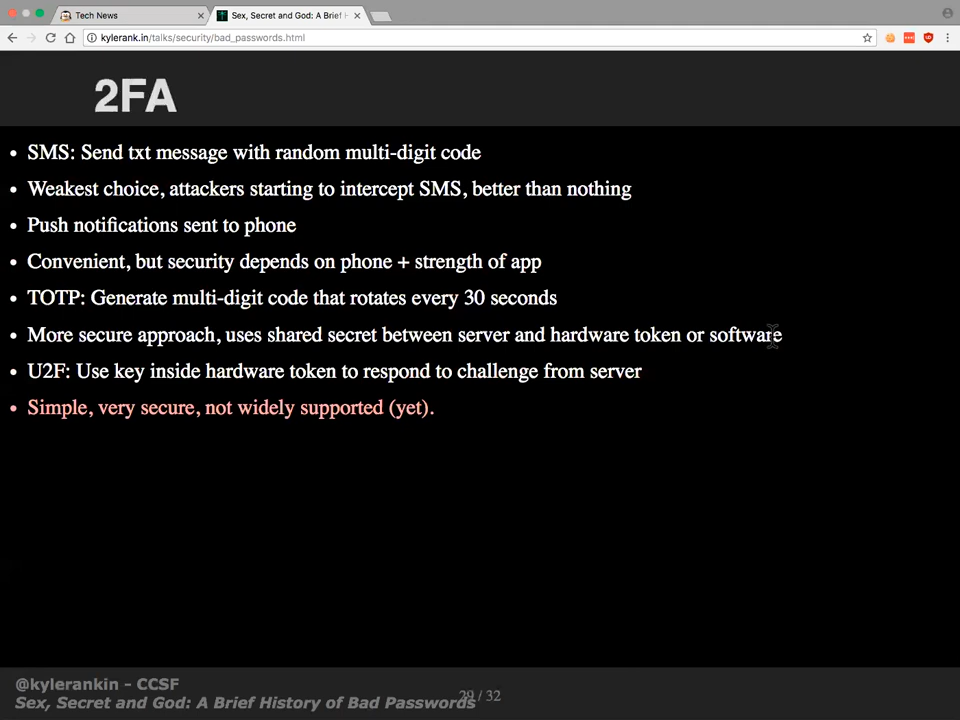 Tech News
Sex, Secret and God: A Brief H
kylerank.in/talks/security/bad_passwords.html
2FA
• SMS: Send txt message with random multi-digit code
• Weakest choice, attackers starting to intercept SMS, better than nothing
• Push notifications sent to phone
• Convenient, but security depends on phone + strength of app
• TOTP: Generate multi-digit code that rotates every 30 seconds
• More secure approach, uses shared secret between server and hardware token or software
• U2F: Use key inside hardware token to respond to challenge from server
• Simple, very secure, not widely supported (yet).
@kylerankin - CCSF
Sex, Secret and God: A Brief History of Bad Passwords
29 / 32